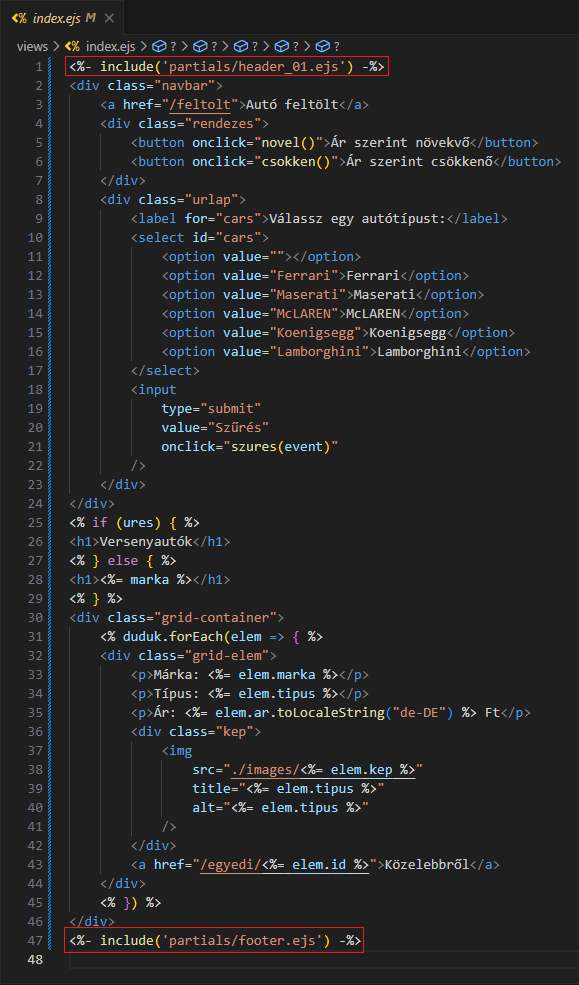 index.ejs M
views > index.ejs > ? > ? > ? > ? > ? > ?
1 <%- include('partials/header_01.ejs') -%>
2 <div class="navbar">
3     <a href="/feltolt">Autó feltölt</a>
4     <div class="rendezes">
5         <button onclick="novel()">Ár szerint növekvő</button>
6         <button onclick="csokken()">Ár szerint csökkenő</button>
7     </div>
8     <div class="urlap">
9         <label for="cars">Válassz egy autótípust:</label>
10         <select id="cars">
11             <option value=""></option>
12             <option value="Ferrari">Ferrari</option>
13             <option value="Maserati">Maserati</option>
14             <option value="McLAREN">McLAREN</option>
15             <option value="Koenigsegg">Koenigsegg</option>
16             <option value="Lamborghini">Lamborghini</option>
17         </select>
18         <input
19             type="submit"
20             value="Szűrés"
21             onclick="szures(event)"
22         />
23     </div>
24 </div>
25 <% if (ures) { %>
26 <h1>Versenyautók</h1>
27 <% } else { %>
28 <h1><%= marka %></h1>
29 <% } %>
30 <div class="grid-container">
31     <% duduk.forEach(elem => { %>
32     <div class="grid-elem">
33         <p>Márka: <%= elem.marka %></p>
34         <p>Típus: <%= elem.tipus %></p>
35         <p>Ár: <%= elem.ar.toLocaleString("de-DE") %> Ft</p>
36         <div class="kep">
37             <img
38                 src="./images/<%= elem.kep %>"
39                 title="<%= elem.tipus %>"
40                 alt="<%= elem.tipus %>"
41             />
42         </div>
43         <a href="/egyedi/<%= elem.id %>">Közelebbről</a>
44     </div>
45     <% }) %>
46 </div>
47 <%- include('partials/footer.ejs') -%>
48